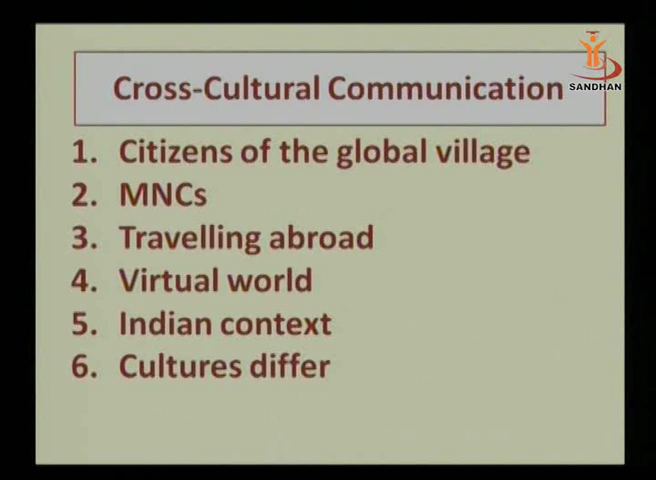 SANDHAN
Cross-Cultural Communication
1. Citizens of the global village
2. MNCs
3. Travelling abroad
4. Virtual world
5. Indian context
6. Cultures differ